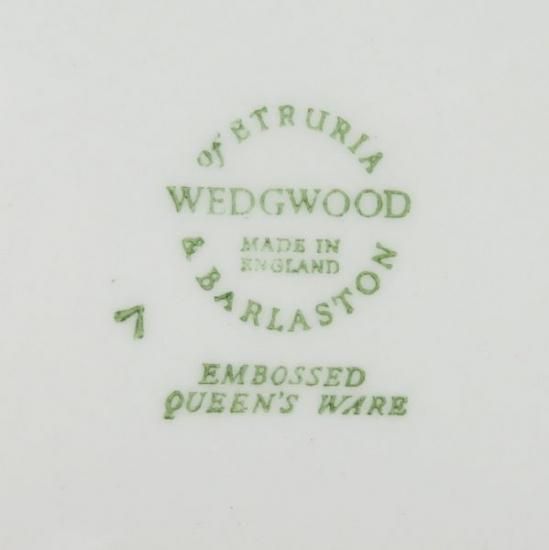 of ETRURIA
WEDGWOOD
MADE IN
ENGLAND
& BARLASTON
EMBOSSED
QUEEN'S WARE